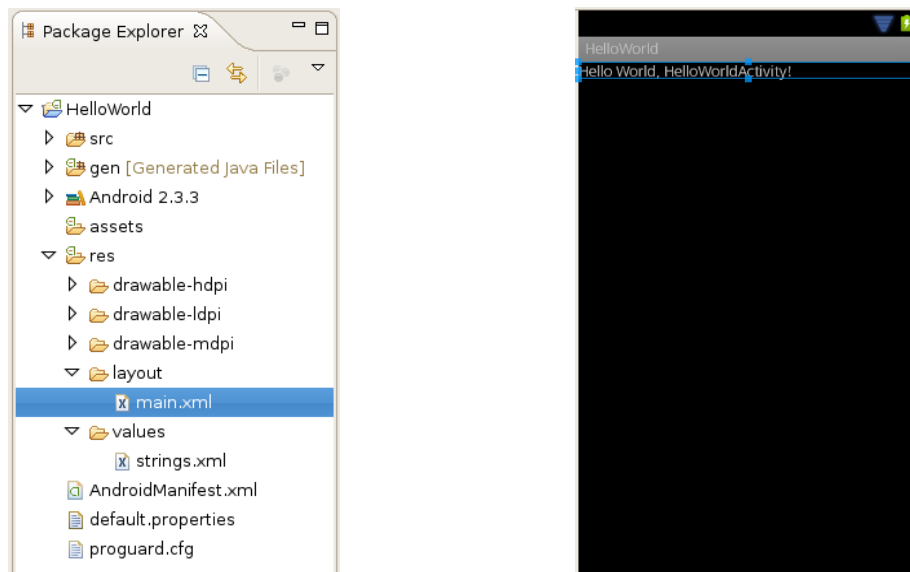 Package Explorer
HelloWorld
src
gen [Generated Java Files]
Android 2.3.3
assets
res
drawable-hdpi
drawable-ldpi
drawable-mdpi
layout
main.xml
values
strings.xml
AndroidManifest.xml
default.properties
proguard.cfg
HelloWorld
Hello World, HelloWorldActivity!